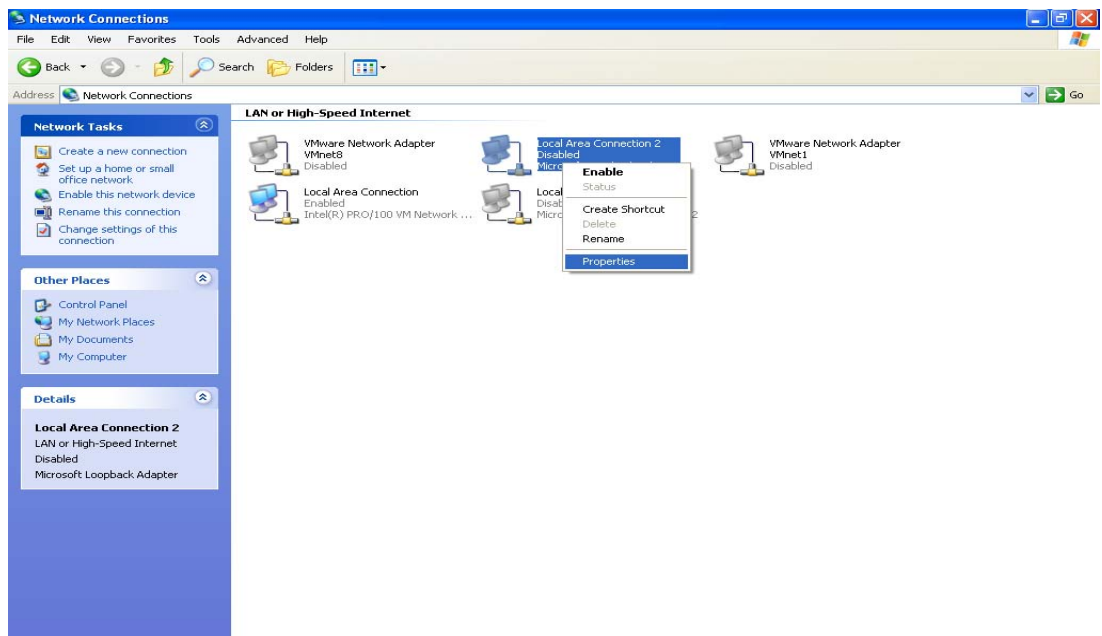 Network Connections
File Edit View Favorites Tools Advanced Help
Back Search Folders
Address Network Connections Go
Network Tasks
Create a new connection
Set up a home or small
office network
Enable this network device
Rename this connection
Change settings of this
connection
Other Places
Control Panel
My Network Places
My Documents
My Computer
Details
Local Area Connection 2
LAN or High-Speed Internet
Disabled
Microsoft Loopback Adapter
LAN or High-Speed Internet
VMware Network Adapter
VMnet8
Disabled
Local Area Connection 2
Disabled
Micro
VMware Network Adapter
VMnet1
Disabled
Local Area Connection
Enabled
Intel(R) PRO/100 VM Network ...
Local
Disab
Micro
2
Enable
Status
Create Shortcut
Delete
Rename
Properties